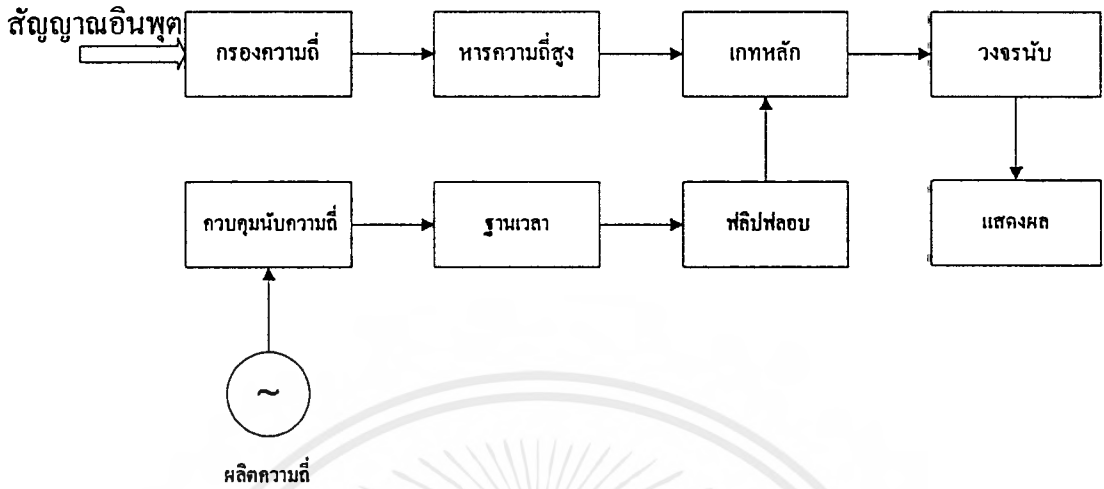 สัญญาณอินพุต
กรองความถี่
หารความถี่สูง
เกทหลัก
วงจรนับ
ควบคุมนับความถี่
ฐานเวลา
ฟลิปฟลอบ
แสดงผล
~
ผลิตความถี่